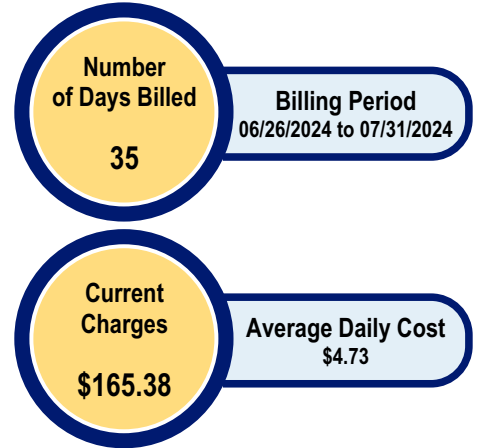 Number
of Days Billed
35
Billing Period
06/26/2024 to 07/31/2024
Current
Charges
$165.38
Average Daily Cost
$4.73